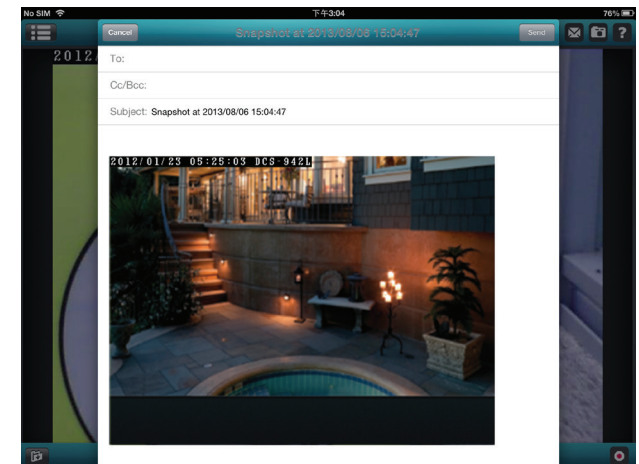 No SIM 下午3:04 76%
Cancel Snapshot at 2013/08/06 15:04:47 Send ?
2012/
To:
Cc/Bcc:
Subject: Snapshot at 2013/08/06 15:04:47
2012/01/23 05:25:03 DCS-942L